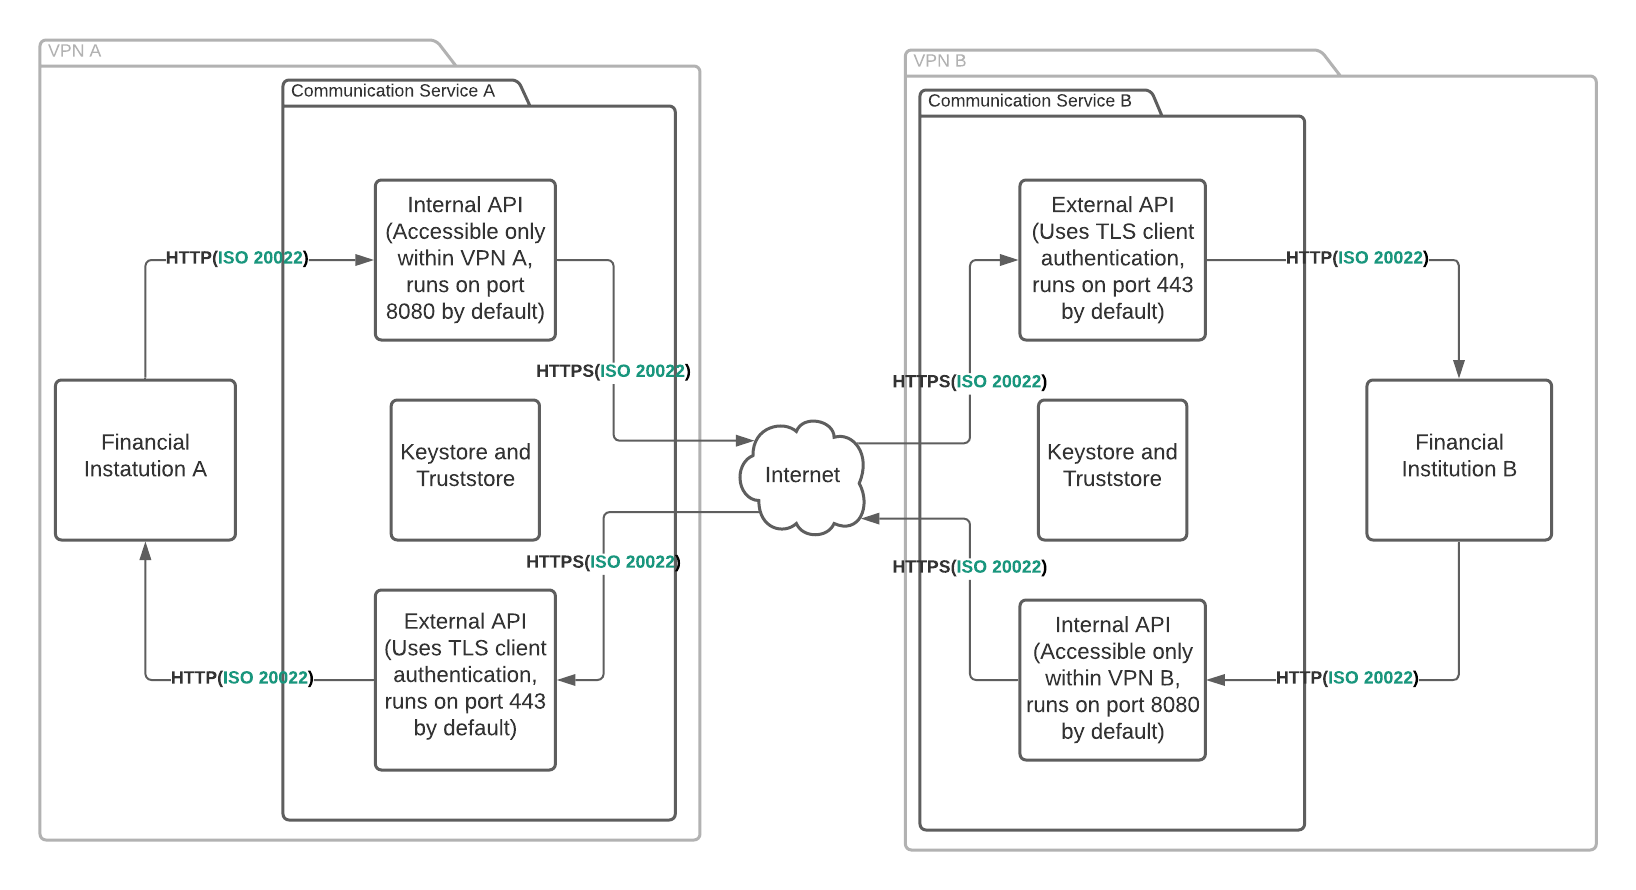 VPN A
Communication Service A
Internal API
(Accessible only
within VPN A,
runs on port
8080 by default)
HTTP(ISO 20022)
HTTPS(ISO 20022)
Financial
Instatution A
Keystore and
Truststore
HTTPS(ISO 20022)
External API
(Uses TLS client
authentication,
runs on port 443
by default)
HTTP(ISO 20022)
Internet
VPN B
Communication Service B
External API
(Uses TLS client
authentication,
runs on port 443
by default)
HTTP(ISO 20022)
HTTPS(ISO 20022)
Keystore and
Truststore
Financial
Institution B
HTTPS(ISO 20022)
Internal API
(Accessible only
within VPN B,
runs on port 8080
by default)
HTTP(ISO 20022)